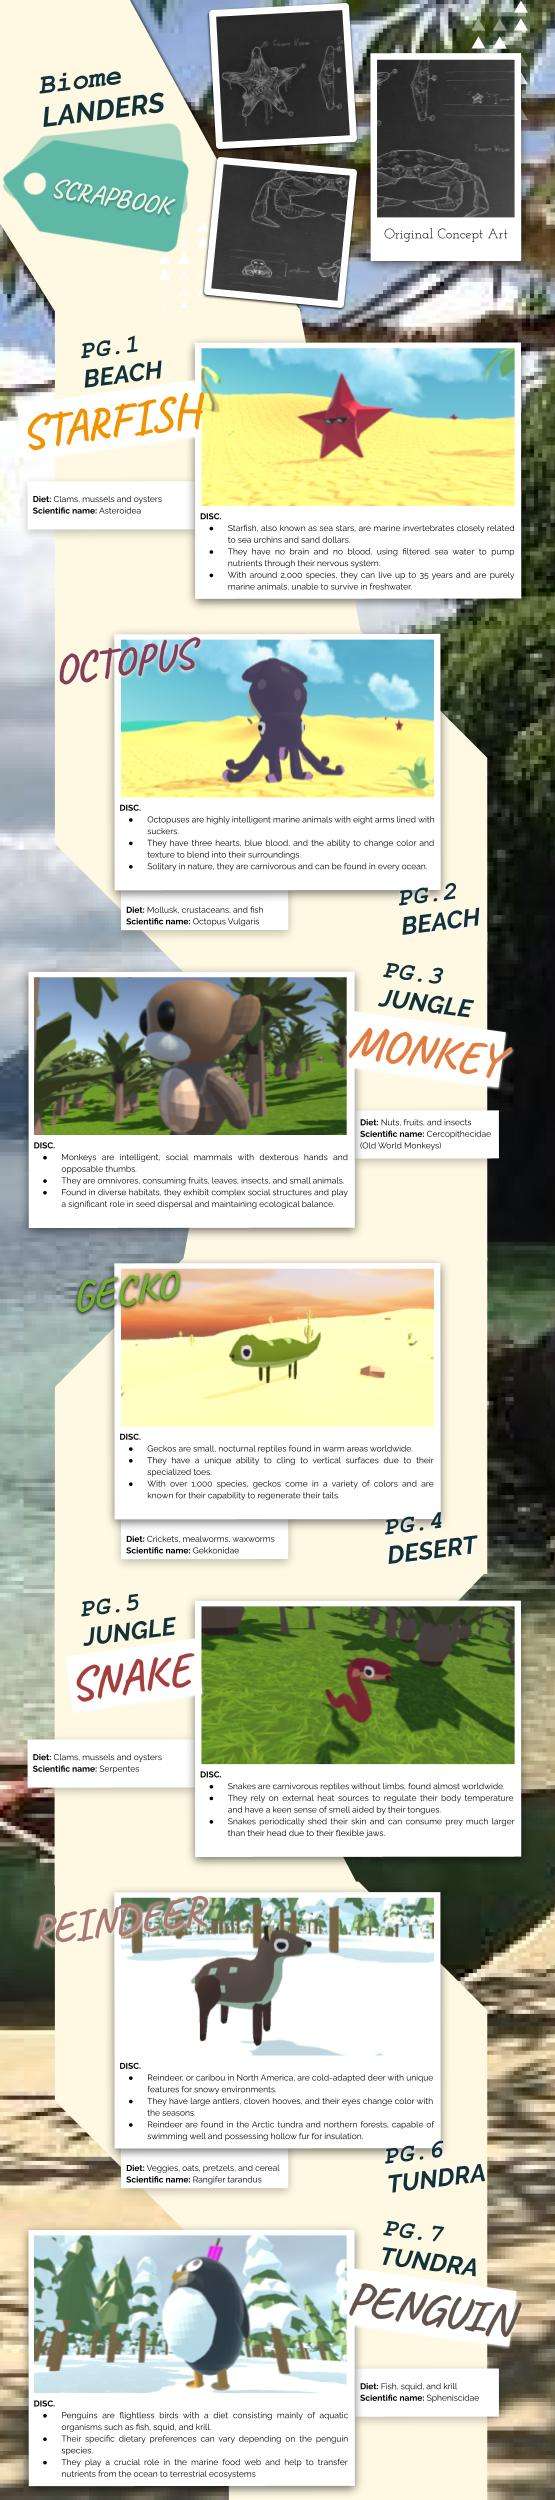 Biome
LANDERS
SCRAPBOOK
Front View
Front View
Original Concept Art
PG.1
BEACH
STARFISH
Diet: Clams, mussels and oysters
Scientific name: Asteroidea
DISC.
● Starfish, also known as sea stars, are marine invertebrates closely related
to sea urchins and sand dollars.
● They have no brain and no blood, using filtered sea water to pump
nutrients through their nervous system.
● With around 2,000 species, they can live up to 35 years and are purely
marine animals, unable to survive in freshwater.
OCTOPUS
DISC.
● Octopuses are highly intelligent marine animals with eight arms lined with
suckers.
● They have three hearts, blue blood, and the ability to change color and
texture to blend into their surroundings.
● Solitary in nature, they are carnivorous and can be found in every ocean.
Diet: Mollusk, crustaceans, and fish
Scientific name: Octopus Vulgaris
PG.2
BEACH
PG.3
JUNGLE
MONKEY
Diet: Nuts, fruits, and insects
Scientific name: Cercopithecidae
(Old World Monkeys)
DISC.
● Monkeys are intelligent, social mammals with dexterous hands and
opposable thumbs.
● They are omnivores, consuming fruits, leaves, insects, and small animals.
● Found in diverse habitats, they exhibit complex social structures and play
a significant role in seed dispersal and maintaining ecological balance.
GECKO
DISC.
● Geckos are small, nocturnal reptiles found in warm areas worldwide.
● They have a unique ability to cling to vertical surfaces due to their
specialized toes.
● With over 1,000 species, geckos come in a variety of colors and are
known for their capability to regenerate their tails.
Diet: Crickets, mealworms, waxworms
Scientific name: Gekkonidae
PG.4
DESERT
PG.5
JUNGLE
SNAKE
Diet: Clams, mussels and oysters
Scientific name: Serpentes
DISC.
● Snakes are carnivorous reptiles without limbs, found almost worldwide.
● They rely on external heat sources to regulate their body temperature
and have a keen sense of smell aided by their tongues.
● Snakes periodically shed their skin and can consume prey much larger
than their head due to their flexible jaws.
REINDEER
DISC.
● Reindeer, or caribou in North America, are cold-adapted deer with unique
features for snowy environments.
● They have large antlers, cloven hooves, and their eyes change color with
the seasons.
● Reindeer are found in the Arctic tundra and northern forests, capable of
swimming well and possessing hollow fur for insulation.
Diet: Veggies, oats, pretzels, and cereal
Scientific name: Rangifer tarandus
PG.6
TUNDRA
PG.7
TUNDRA
PENGUIN
Diet: Fish, squid, and krill
Scientific name: Spheniscidae
DISC.
● Penguins are flightless birds with a diet consisting mainly of aquatic
organisms such as fish, squid, and krill.
● Their specific dietary preferences can vary depending on the penguin
species.
● They play a crucial role in the marine food web and help to transfer
nutrients from the ocean to terrestrial ecosystems